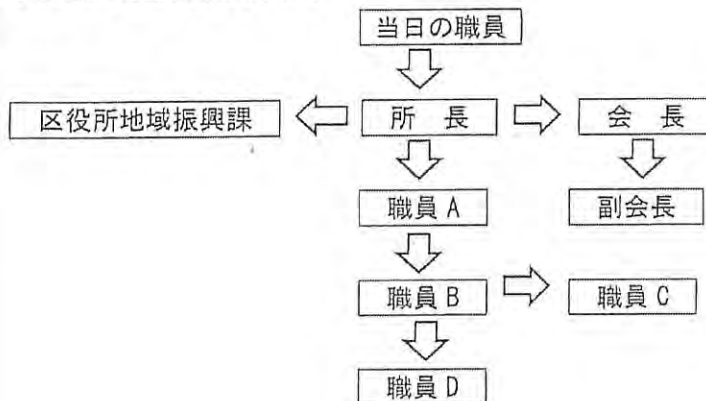 当日の職員
区役所地域振興課
所 長
会 長
職員 A
副会長
職員 B
職員 C
職員 D